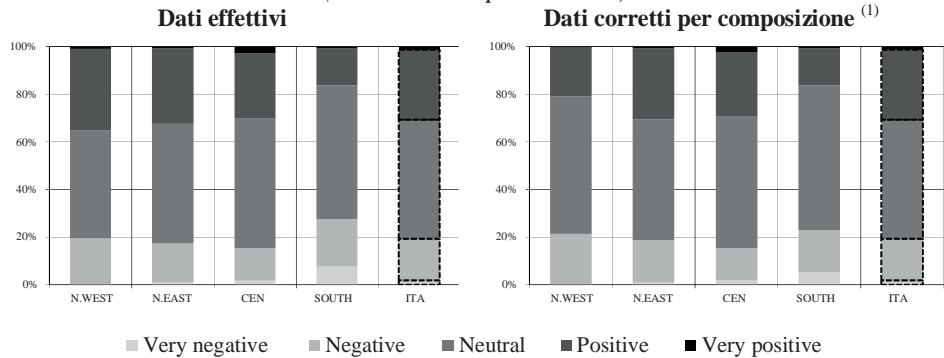 Dati effettivi
Dati corretti per composizione (1)
100%
80%
60%
40%
20%
0%
N.WEST N.EAST CEN SOUTH ITA
100%
80%
60%
40%
20%
0%
N.WEST N.EAST CEN SOUTH ITA
Very negative Negative Neutral Positive Very positive